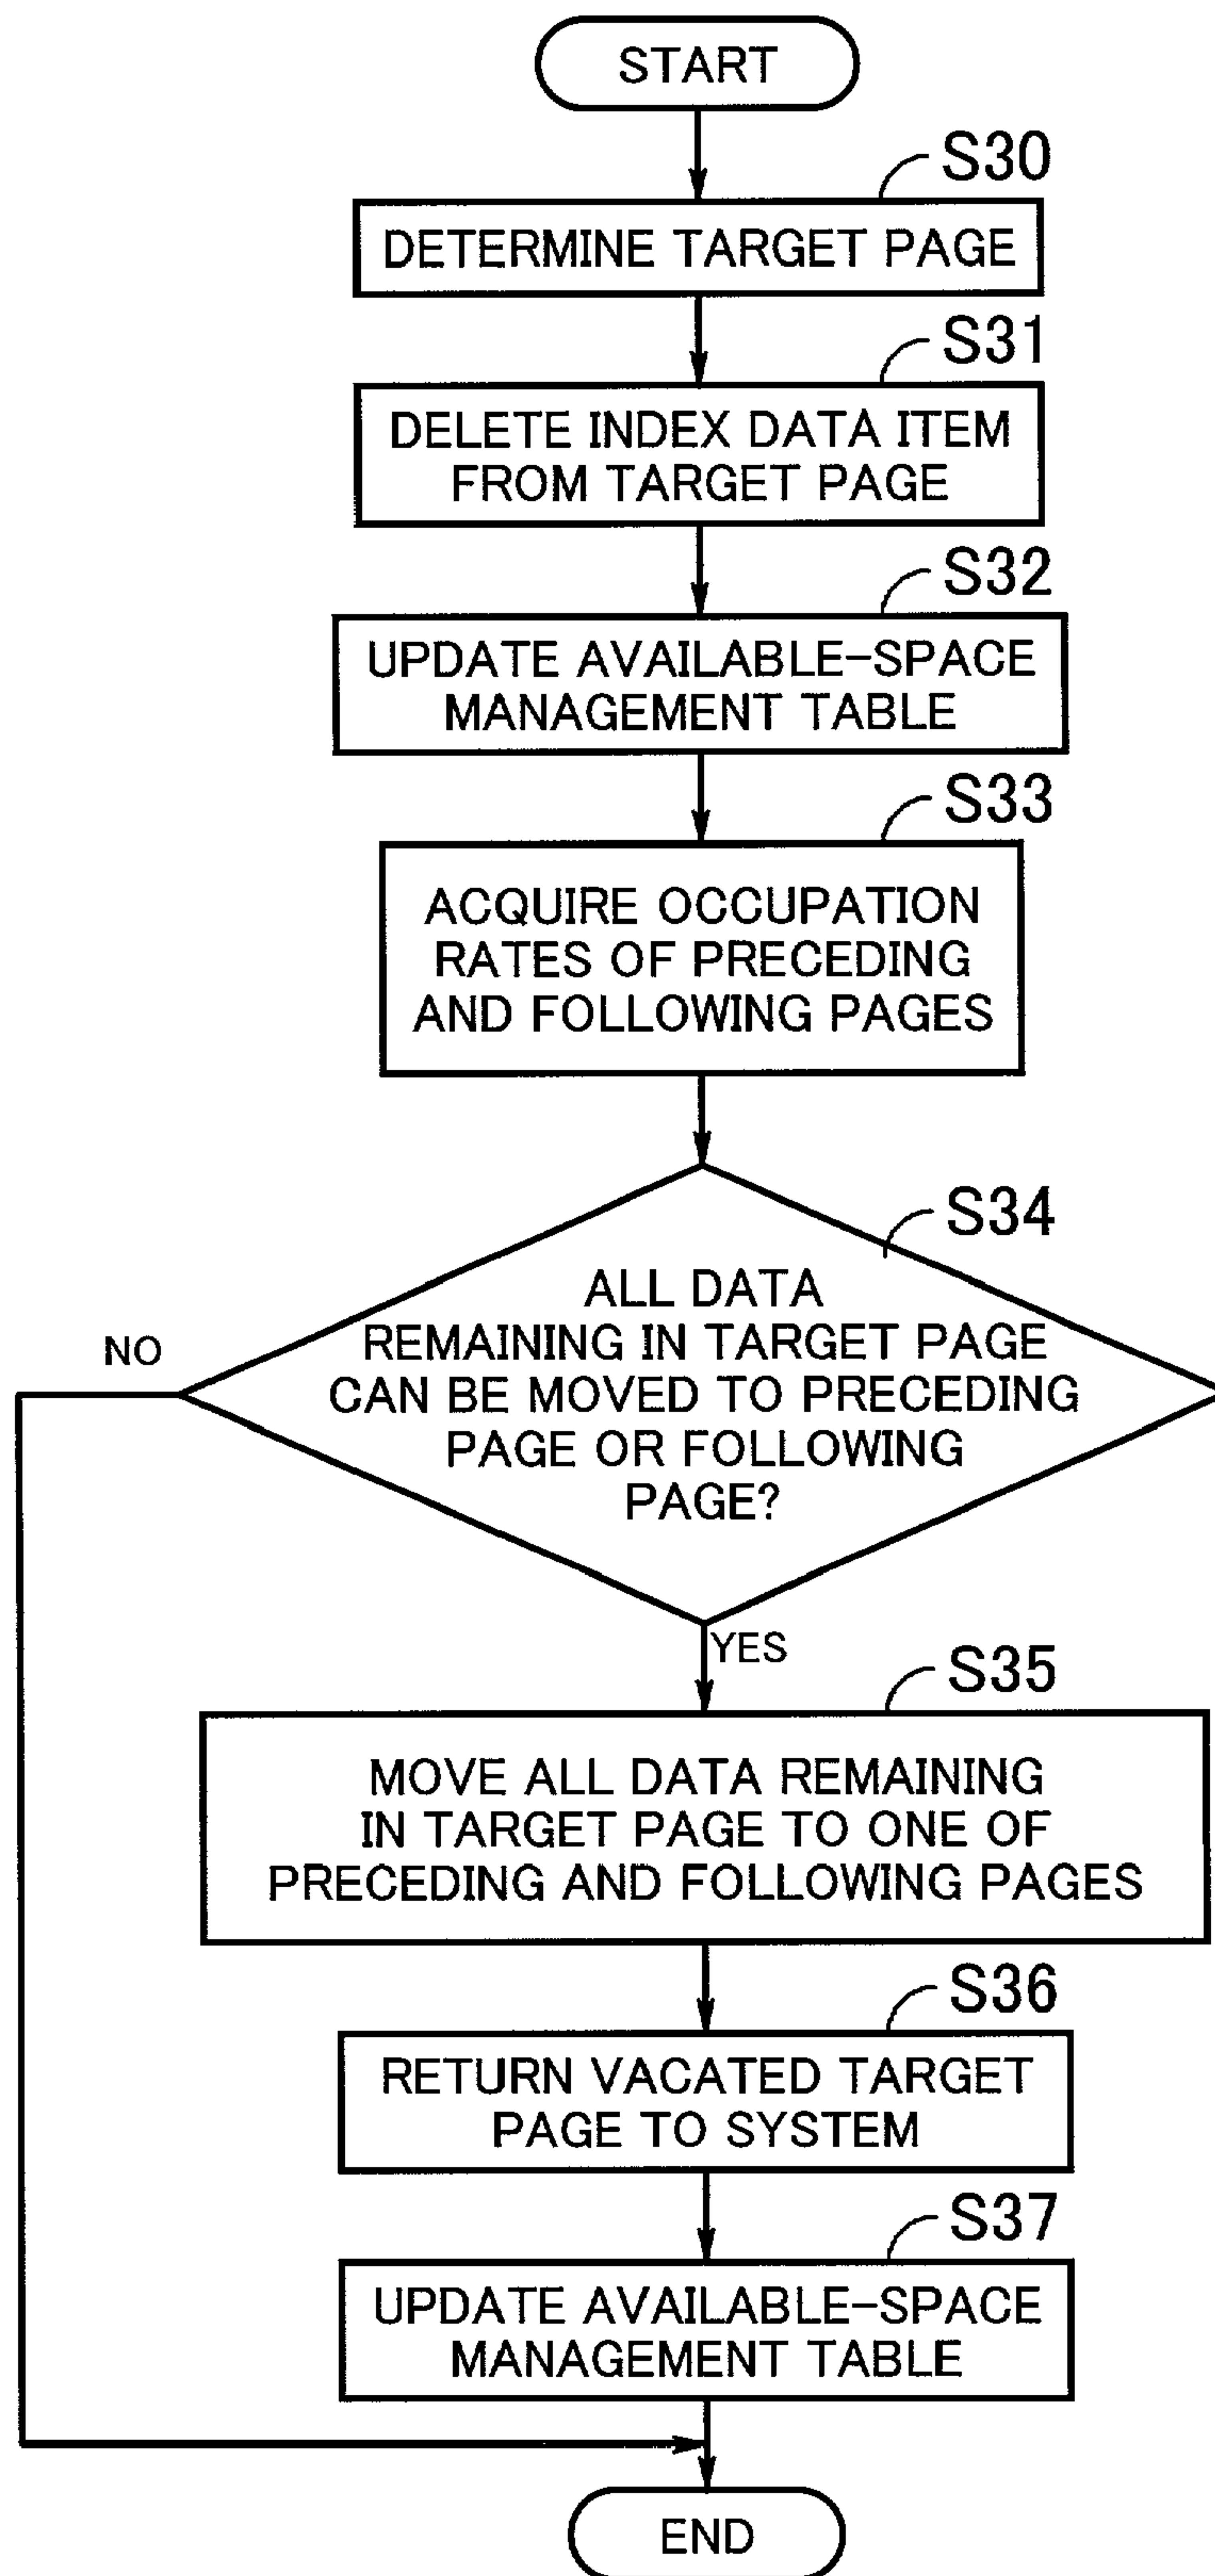 START
S30
DETERMINE TARGET PAGE
S31
DELETE INDEX DATA ITEM
FROM TARGET PAGE
S32
UPDATE AVAILABLE-SPACE
MANAGEMENT TABLE
S33
ACQUIRE OCCUPATION
RATES OF PRECEDING
AND FOLLOWING PAGES
S34
ALL DATA
REMAINING IN TARGET PAGE
CAN BE MOVED TO PRECEDING
PAGE OR FOLLOWING
PAGE?
NO
YES
S35
MOVE ALL DATA REMAINING
IN TARGET PAGE TO ONE OF
PRECEDING AND FOLLOWING PAGES
S36
RETURN VACATED TARGET
PAGE TO SYSTEM
S37
UPDATE AVAILABLE-SPACE
MANAGEMENT TABLE
END